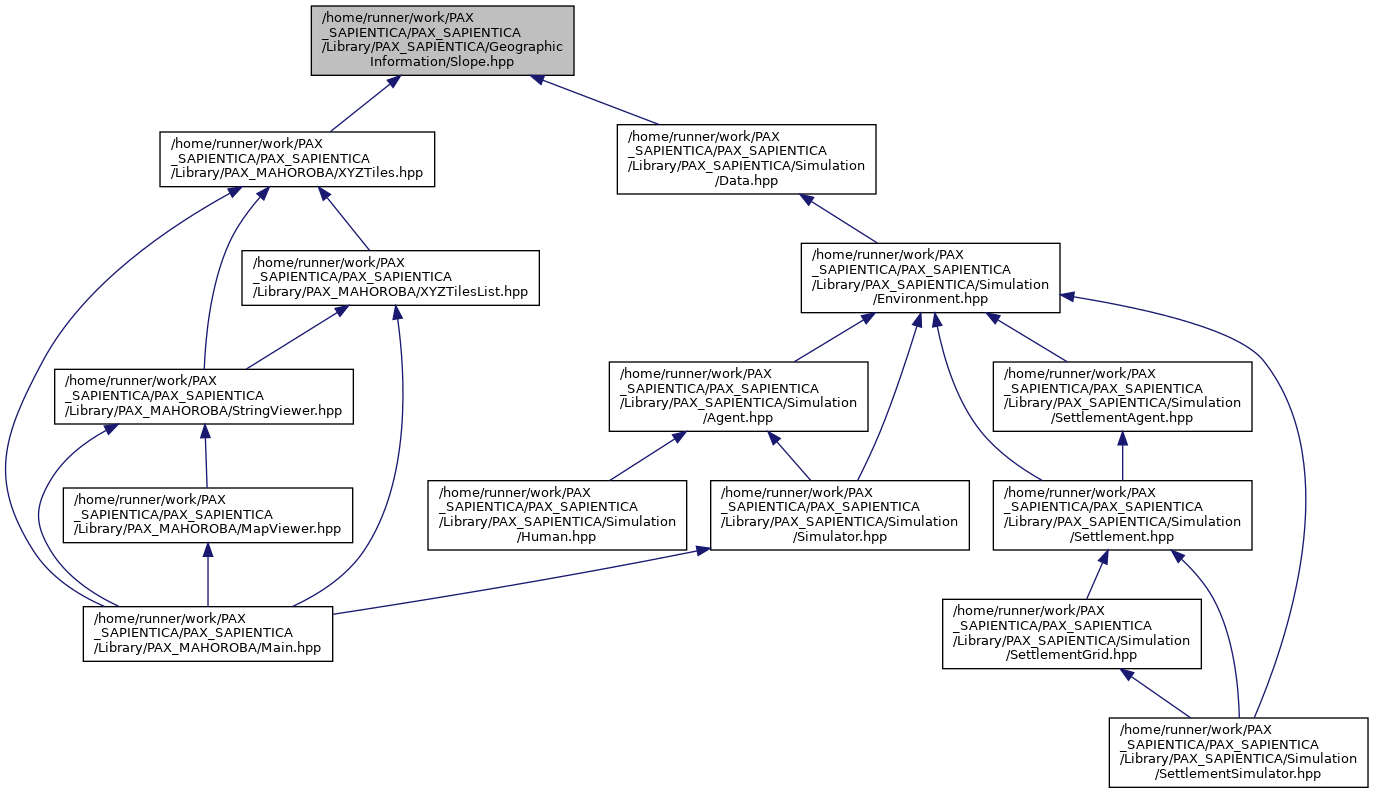 /home/runner/work/PAX
_SAPIENTICA/PAX_SAPIENTICA
/Library/PAX_SAPIENTICA/Geographic
Information/Slope.hpp
/home/runner/work/PAX
_SAPIENTICA/PAX_SAPIENTICA
/Library/PAX_MAHOROBA/XYZTiles.hpp
/home/runner/work/PAX
_SAPIENTICA/PAX_SAPIENTICA
/Library/PAX_SAPIENTICA/Simulation
/Data.hpp
/home/runner/work/PAX
_SAPIENTICA/PAX_SAPIENTICA
/Library/PAX_MAHOROBA/XYZTilesList.hpp
/home/runner/work/PAX
_SAPIENTICA/PAX_SAPIENTICA
/Library/PAX_SAPIENTICA/Simulation
/Environment.hpp
/home/runner/work/PAX
_SAPIENTICA/PAX_SAPIENTICA
/Library/PAX_MAHOROBA/StringViewer.hpp
/home/runner/work/PAX
_SAPIENTICA/PAX_SAPIENTICA
/Library/PAX_SAPIENTICA/Simulation
/Agent.hpp
/home/runner/work/PAX
_SAPIENTICA/PAX_SAPIENTICA
/Library/PAX_SAPIENTICA/Simulation
/SettlementAgent.hpp
/home/runner/work/PAX
_SAPIENTICA/PAX_SAPIENTICA
/Library/PAX_MAHOROBA/MapViewer.hpp
/home/runner/work/PAX
_SAPIENTICA/PAX_SAPIENTICA
/Library/PAX_SAPIENTICA/Simulation
/Human.hpp
/home/runner/work/PAX
_SAPIENTICA/PAX_SAPIENTICA
/Library/PAX_SAPIENTICA/Simulation
/Simulator.hpp
/home/runner/work/PAX
_SAPIENTICA/PAX_SAPIENTICA
/Library/PAX_SAPIENTICA/Simulation
/Settlement.hpp
/home/runner/work/PAX
_SAPIENTICA/PAX_SAPIENTICA
/Library/PAX_MAHOROBA/Main.hpp
/home/runner/work/PAX
_SAPIENTICA/PAX_SAPIENTICA
/Library/PAX_SAPIENTICA/Simulation
/SettlementGrid.hpp
/home/runner/work/PAX
_SAPIENTICA/PAX_SAPIENTICA
/Library/PAX_SAPIENTICA/Simulation
/SettlementSimulator.hpp